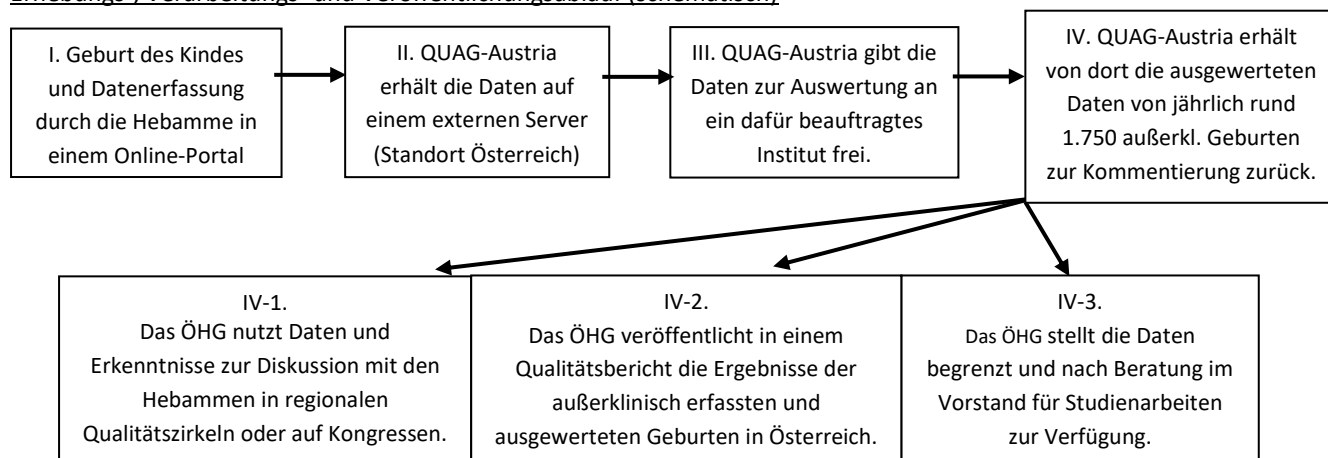 Erhebungs-, Verarbeitungs- und Veröffentlichungsablauf (schematisch)
I. Geburt des Kindes
und Datenerfassung
durch die Hebamme in
einem Online-Portal
II. QUAG-Austria
erhält die Daten auf
einem externen Server
(Standort Österreich)
III. QUAG-Austria gibt die
Daten zur Auswertung an
ein dafür beauftragtes
Institut frei.
IV. QUAG-Austria erhält
von dort die ausgewerteten
Daten von jährlich rund
1.750 außerkl. Geburten
zur Kommentierung zurück.
IV-1.
Das ÖHG nutzt Daten und
Erkenntnisse zur Diskussion mit den
Hebammen in regionalen
Qualitätszirkeln oder auf Kongressen.
IV-2.
Das ÖHG veröffentlicht in einem
Qualitätsbericht die Ergebnisse der
außerklinisch erfassten und
ausgewerteten Geburten in Österreich.
IV-3.
Das ÖHG stellt die Daten
begrenzt und nach Beratung im
Vorstand für Studienarbeiten
zur Verfügung.